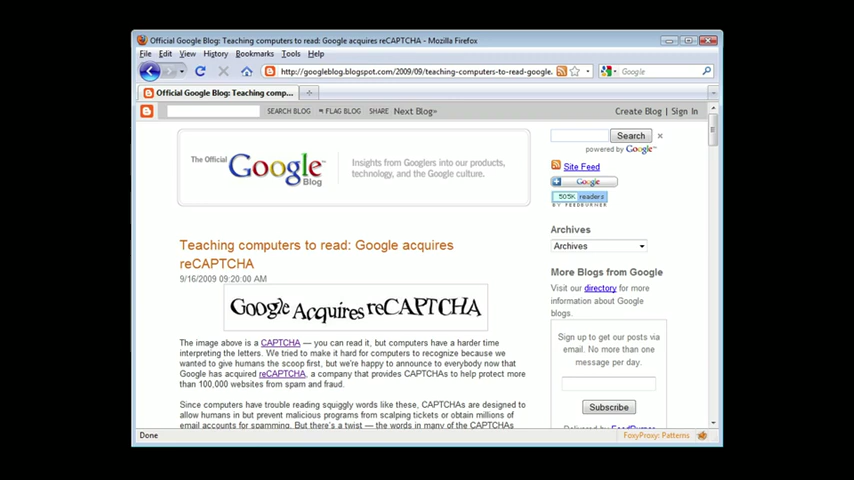 Official Google Blog: Teaching computers to read: Google acquires reCAPTCHA - Mozilla Firefox
File Edit View History Bookmarks Tools Help
http://googleblog.blogspot.com/2009/09/teaching-computers-to-read-google.
Google
Official Google Blog: Teaching comp...
SEARCH BLOG FLAG BLOG SHARE Next Blog» Create Blog | Sign In
The Official
Google™
Blog
Insights from Googlers into our products,
technology, and the Google culture.
Teaching computers to read: Google acquires
reCAPTCHA
9/16/2009 09:20:00 AM
Google Acquires reCAPTCHA
The image above is a CAPTCHA — you can read it, but computers have a harder time
interpreting the letters. We tried to make it hard for computers to recognize because we
wanted to give humans the scoop first, but we're happy to announce to everybody now that
Google has acquired reCAPTCHA, a company that provides CAPTCHAs to help protect more
than 100,000 websites from spam and fraud.
Since computers have trouble reading squiggly words like these, CAPTCHAs are designed to
allow humans in but prevent malicious programs from scalping tickets or obtain millions of
email accounts for spamming. But there's a twist — the words in many of the CAPTCHAs
Search
powered by Google™
Site Feed
Google
505K readers
BY FEEDBURNER
Archives
Archives
More Blogs from Google
Visit our directory for more
information about Google
blogs.
Sign up to get our posts via
email. No more than one
message per day.
Subscribe
Delivered by FeedBurner
Done
FoxyProxy: Patterns